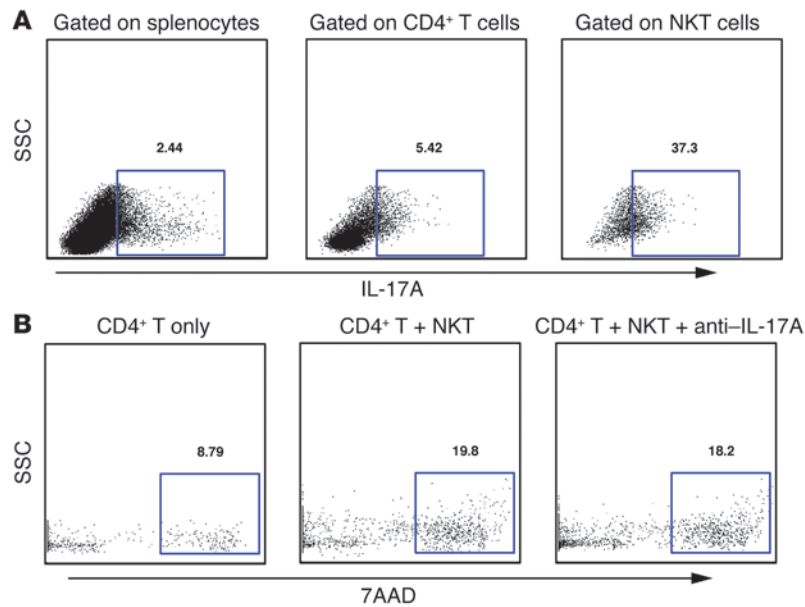 A
Gated on splenocytes
Gated on CD4⁺ T cells
Gated on NKT cells
SSC
2.44
5.42
37.3
IL-17A
B
CD4⁺ T only
CD4⁺ T + NKT
CD4⁺ T + NKT + anti–IL-17A
SSC
8.79
19.8
18.2
7AAD